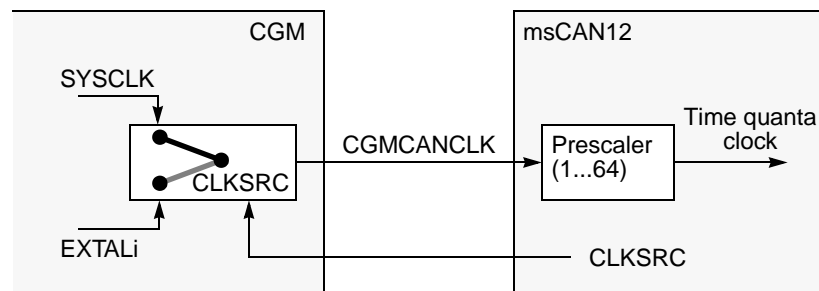 CGM
msCAN12
SYSCLK
CGMCANCLK
Prescaler
(1...64)
Time quanta
clock
CLKSRC
EXTALi
CLKSRC